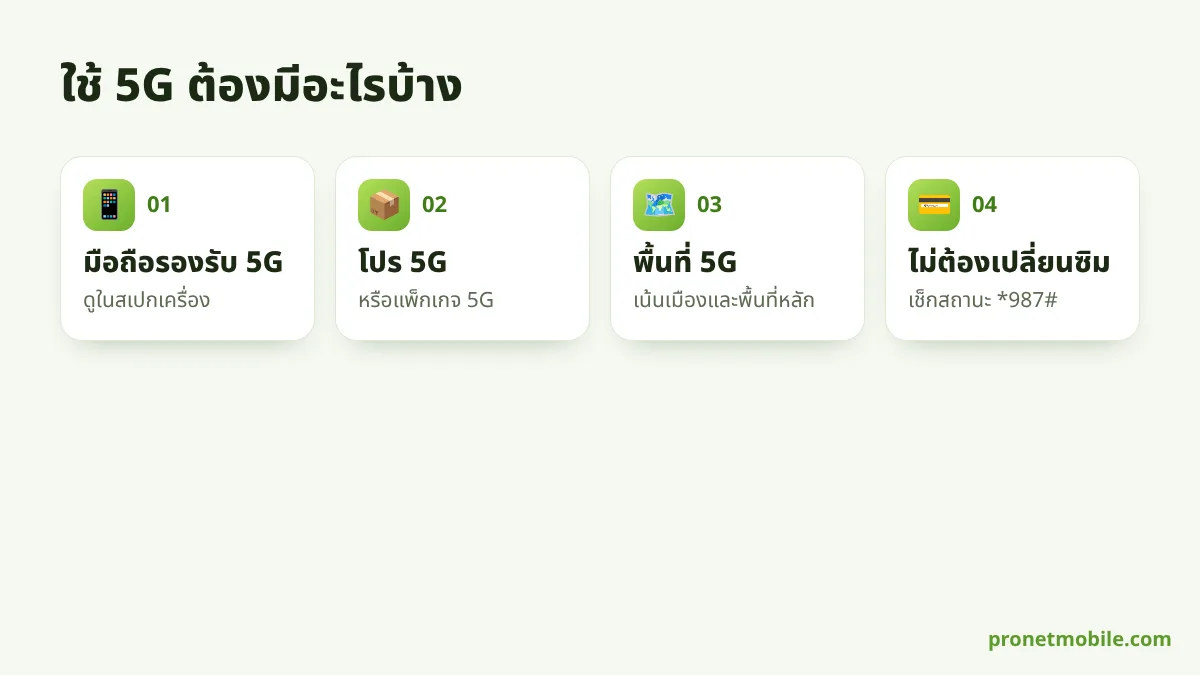 ใช้ 5G ต้องมีอะไรบ้าง
01
มือถือรองรับ 5G
ดูในสเปกเครื่อง
02
โปร 5G
หรือแพ็กเกจ 5G
03
พื้นที่ 5G
เน้นเมืองและพื้นที่หลัก
04
ไม่ต้องเปลี่ยนซิม
เช็กสถานะ *987#
pronetmobile.com